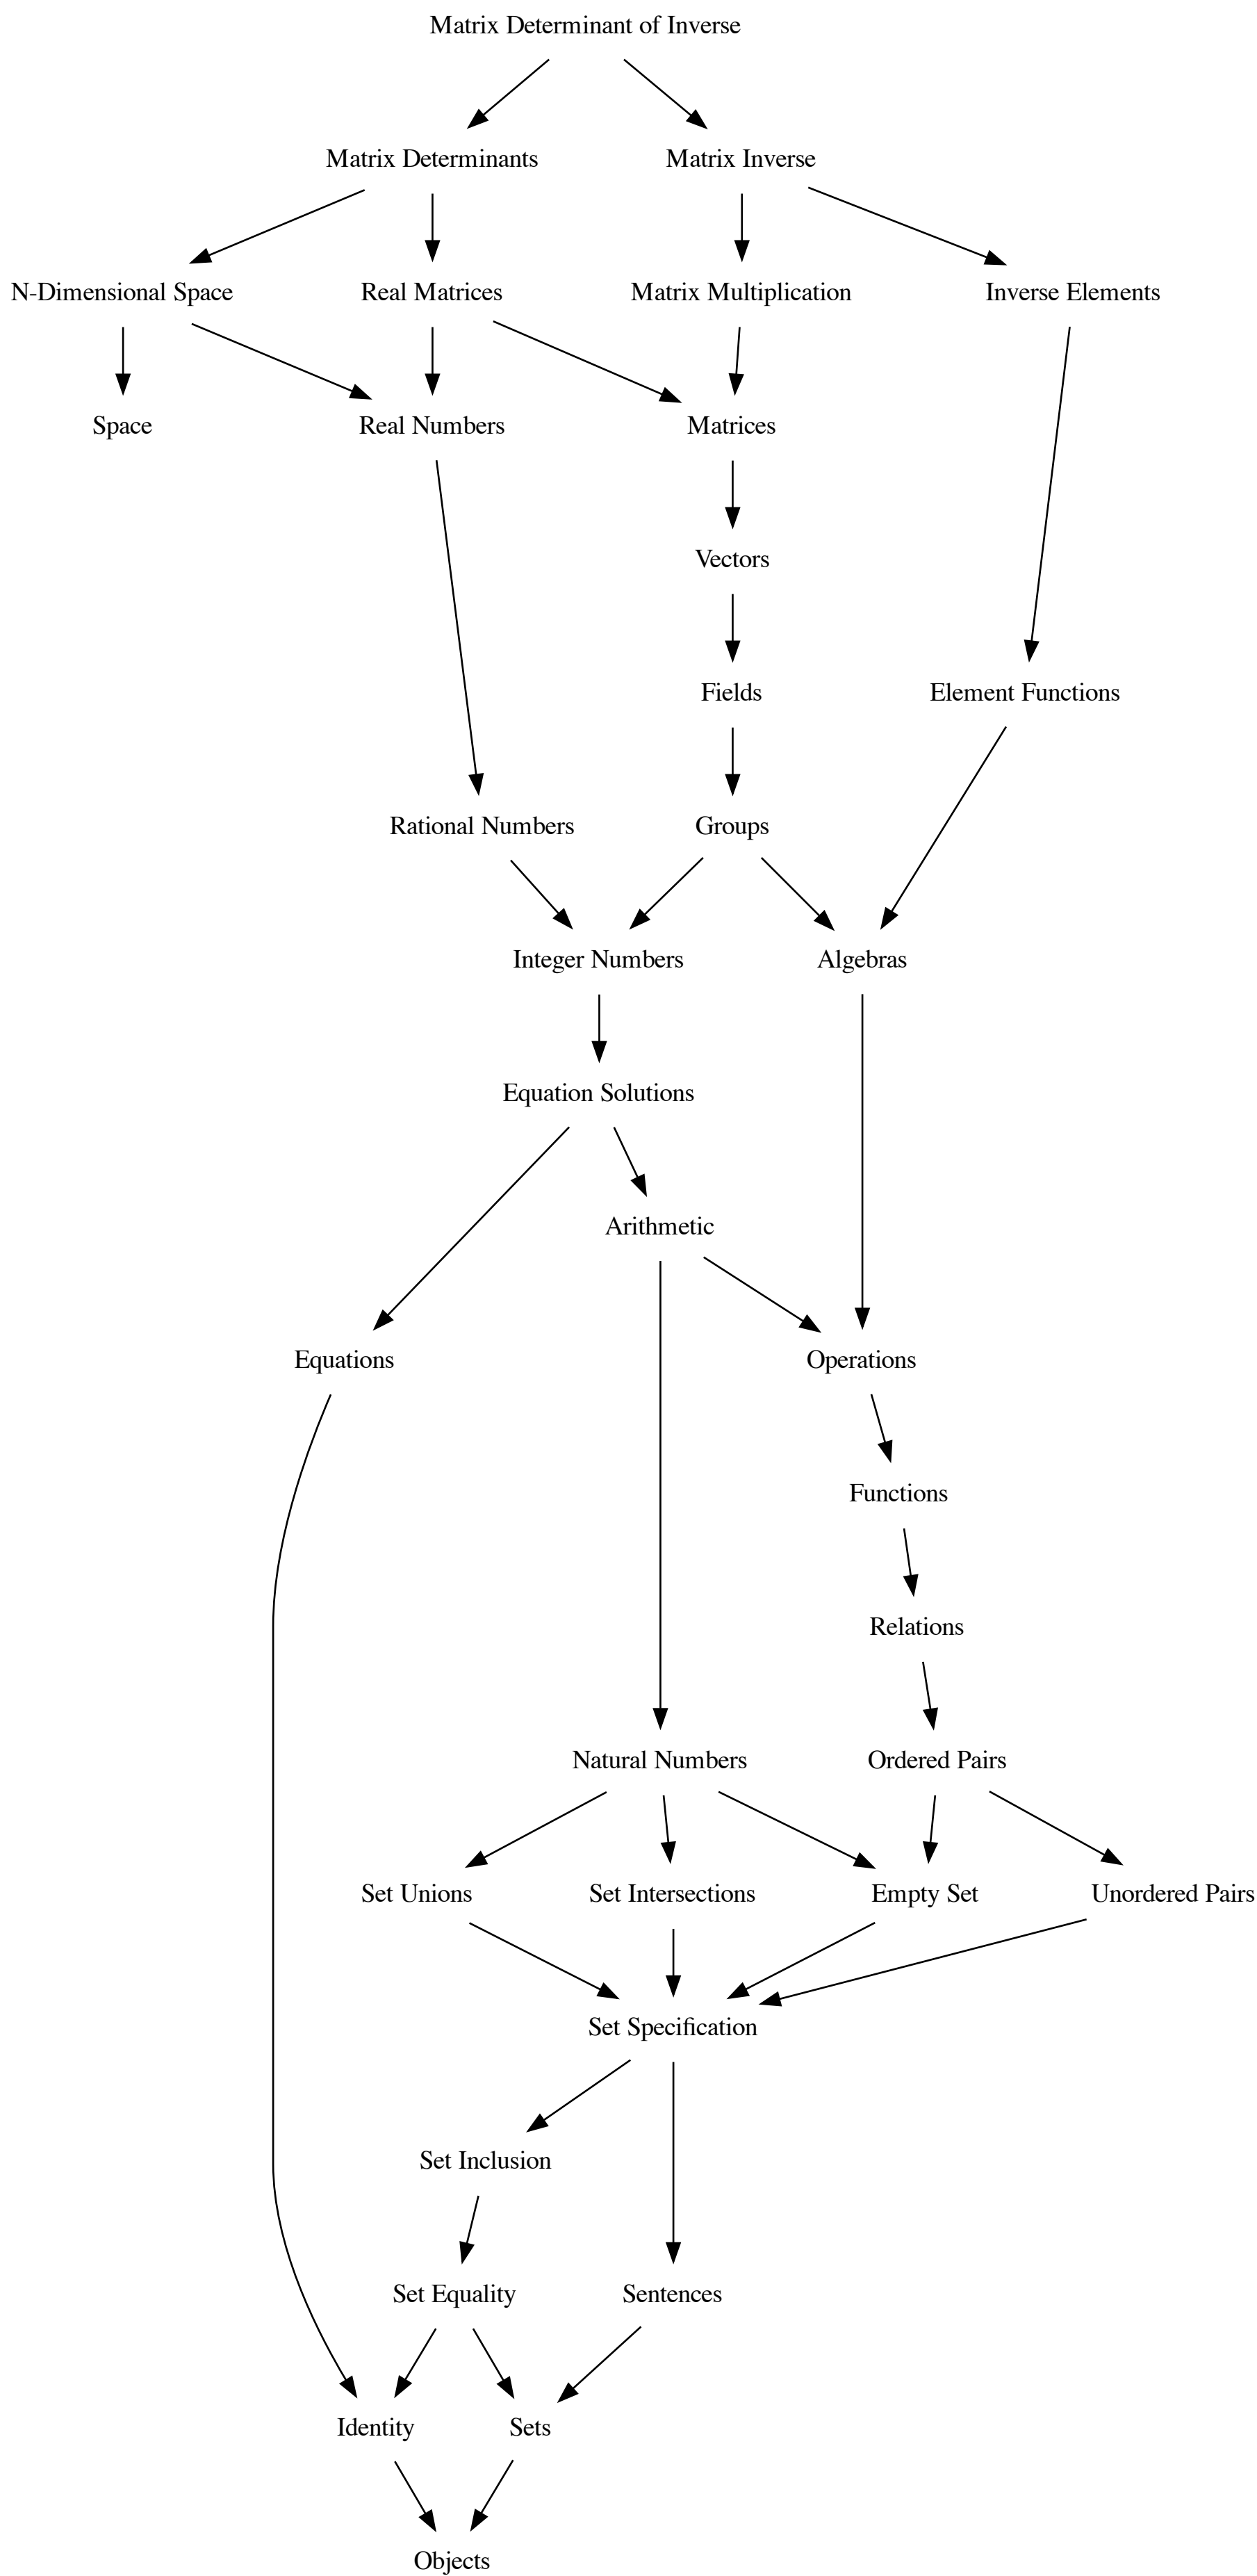 Matrix Determinant of Inverse
Matrix Determinants
Matrix Inverse
N-Dimensional Space
Real Matrices
Matrix Multiplication
Inverse Elements
Space
Real Numbers
Matrices
Vectors
Fields
Element Functions
Rational Numbers
Groups
Integer Numbers
Algebras
Equation Solutions
Arithmetic
Equations
Operations
Functions
Relations
Natural Numbers
Ordered Pairs
Set Unions
Set Intersections
Empty Set
Unordered Pairs
Set Specification
Set Inclusion
Set Equality
Sentences
Identity
Sets
Objects